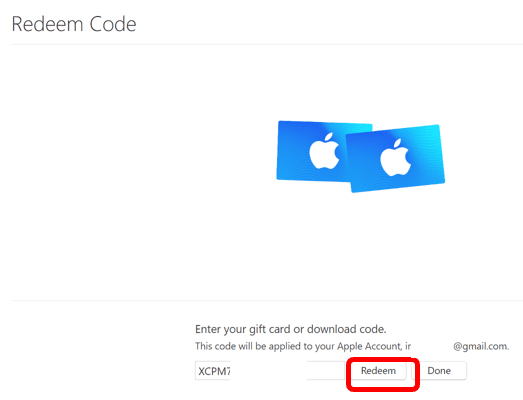 Redeem Code
Enter your gift card or download code.
This code will be applied to your Apple Account, ir @gmail.com.
XCPM7
Redeem
Done